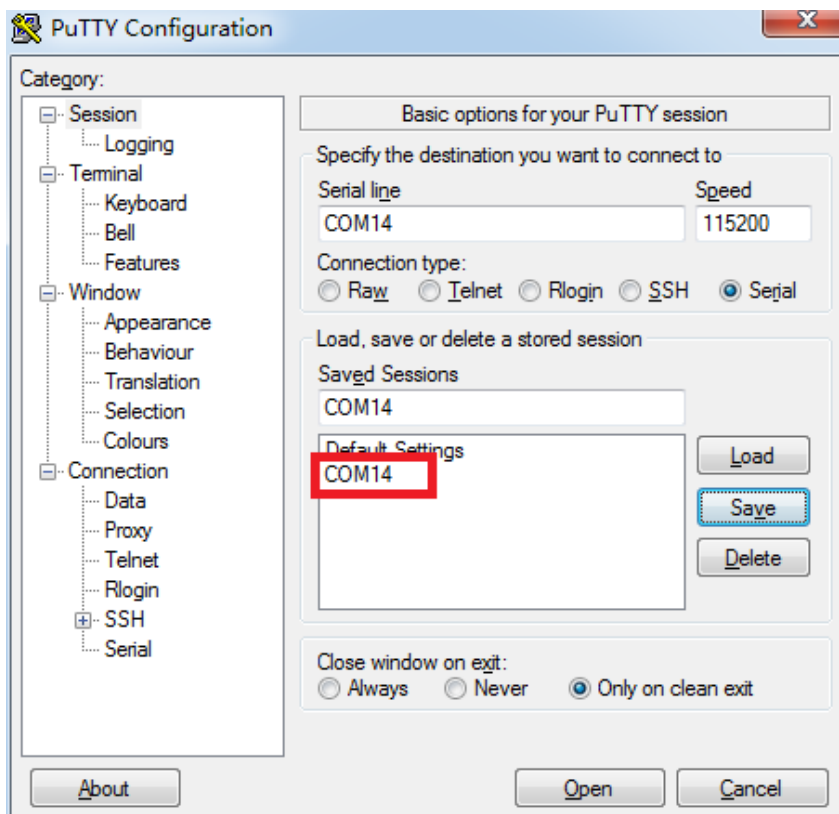 PuTTY Configuration
Category:
Session
Logging
Terminal
Keyboard
Bell
Features
Window
Appearance
Behaviour
Translation
Selection
Colours
Connection
Data
Proxy
Telnet
Rlogin
SSH
Serial
Basic options for your PuTTY session
Specify the destination you want to connect to
Serial line Speed
COM14 115200
Connection type:
Raw Telnet Rlogin SSH Serial
Load, save or delete a stored session
Saved Sessions
COM14
Default Settings
COM14
Load
Save
Delete
Close window on exit:
Always Never Only on clean exit
About Open Cancel